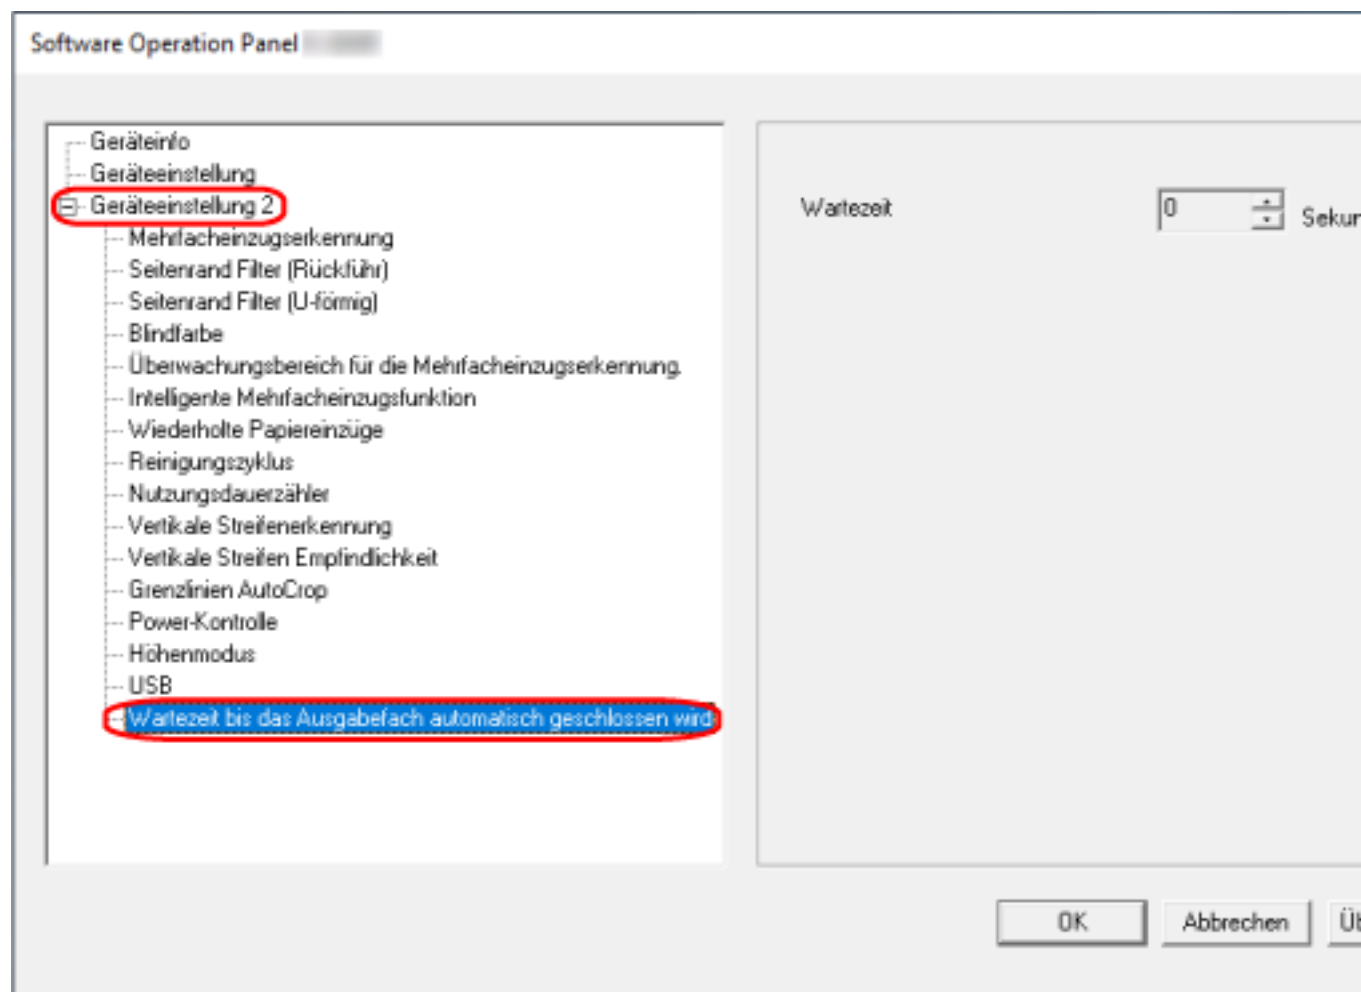 Software Operation Panel
Geräteinfo
Geräteeinstellung
Geräteeinstellung 2
Mehrfacheinzugserkennung
Seitenrand Filter (Rückführ)
Seitenrand Filter (U-förmig)
Blindfarbe
Überwachungsbereich für die Mehrfacheinzugserkennung.
Intelligente Mehrfacheinzugsfunktion
Wiederholte Papiereinzüge
Reinigungszyklus
Nutzungsdauerzähler
Vertikale Streifenerkennung
Vertikale Streifen Empfindlichkeit
Grenzlinien AutoCrop
Power-Kontrolle
Höhenmodus
USB
Wartezeit bis das Ausgabefach automatisch geschlossen wird
Wartezeit 0 Sekun
OK Abbrechen Üb